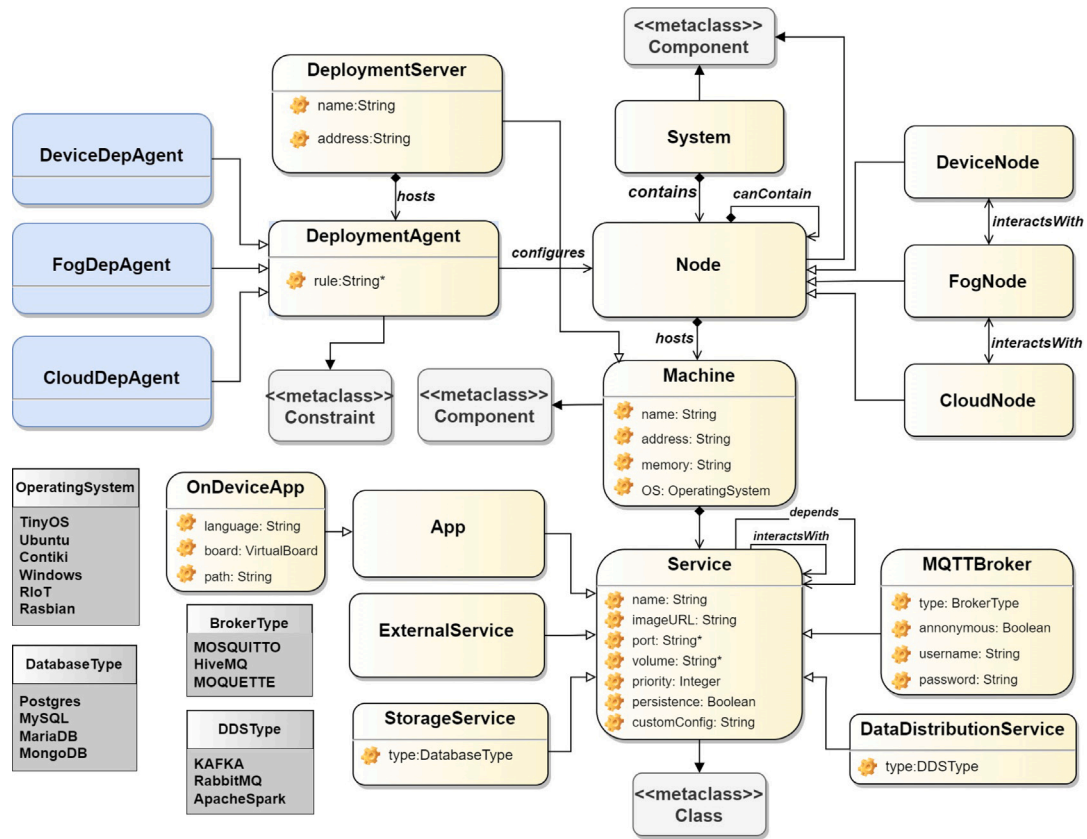 <<metaclass>>
Component
DeploymentServer
name:String
address:String
System
DeviceDepAgent
DeviceNode
hosts
contains
canContain
interactsWith
DeploymentAgent
rule:String*
configures
Node
FogDepAgent
FogNode
interactsWith
hosts
CloudDepAgent
<<metaclass>>
Constraint
<<metaclass>>
Component
Machine
name: String
address: String
memory: String
OS: OperatingSystem
CloudNode
OperatingSystem
TinyOS
Ubuntu
Contiki
Windows
RIoT
Rasbian
OnDeviceApp
language: String
board: VirtualBoard
path: String
App
depends
interactsWith
Service
name: String
imageURL: String
port: String*
volume: String*
priority: Integer
persistence: Boolean
customConfig: String
MQTTBroker
type: BrokerType
annonymous: Boolean
username: String
password: String
BrokerType
MOSQUITTO
HiveMQ
MOQUETTE
ExternalService
DatabaseType
Postgres
MySQL
MariaDB
MongoDB
DDSType
KAFKA
RabbitMQ
ApacheSpark
StorageService
type:DatabaseType
DataDistributionService
type:DDSType
<<metaclass>>
Class